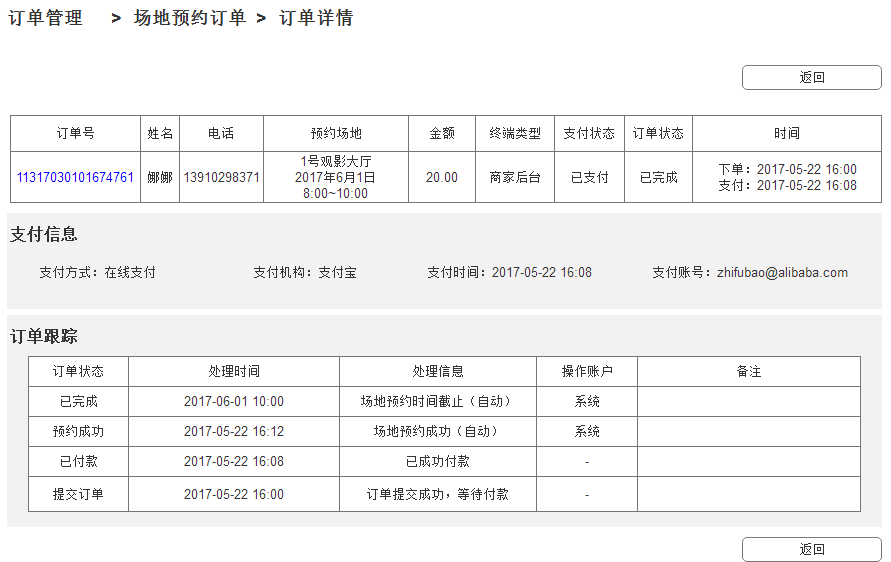 订单管理 > 场地预约订单 > 订单详情
返回
订单号 姓名 电话 预约场地 金额 终端类型 支付状态 订单状态 时间
11317030101674761 娜娜 13910298371 1号观影大厅 2017年6月1日 8:00~10:00 20.00 商家后台 已支付 已完成 下单：2017-05-22 16:00 支付：2017-05-22 16:08
支付信息
支付方式：在线支付 支付机构：支付宝 支付时间：2017-05-22 16:08 支付账号：zhifubao@alibaba.com
订单跟踪
订单状态 处理时间 处理信息 操作账户 备注
已完成 2017-06-01 10:00 场地预约时间截止（自动） 系统
预约成功 2017-05-22 16:12 场地预约成功（自动） 系统
已付款 2017-05-22 16:08 已成功付款 -
提交订单 2017-05-22 16:00 订单提交成功，等待付款 -
返回